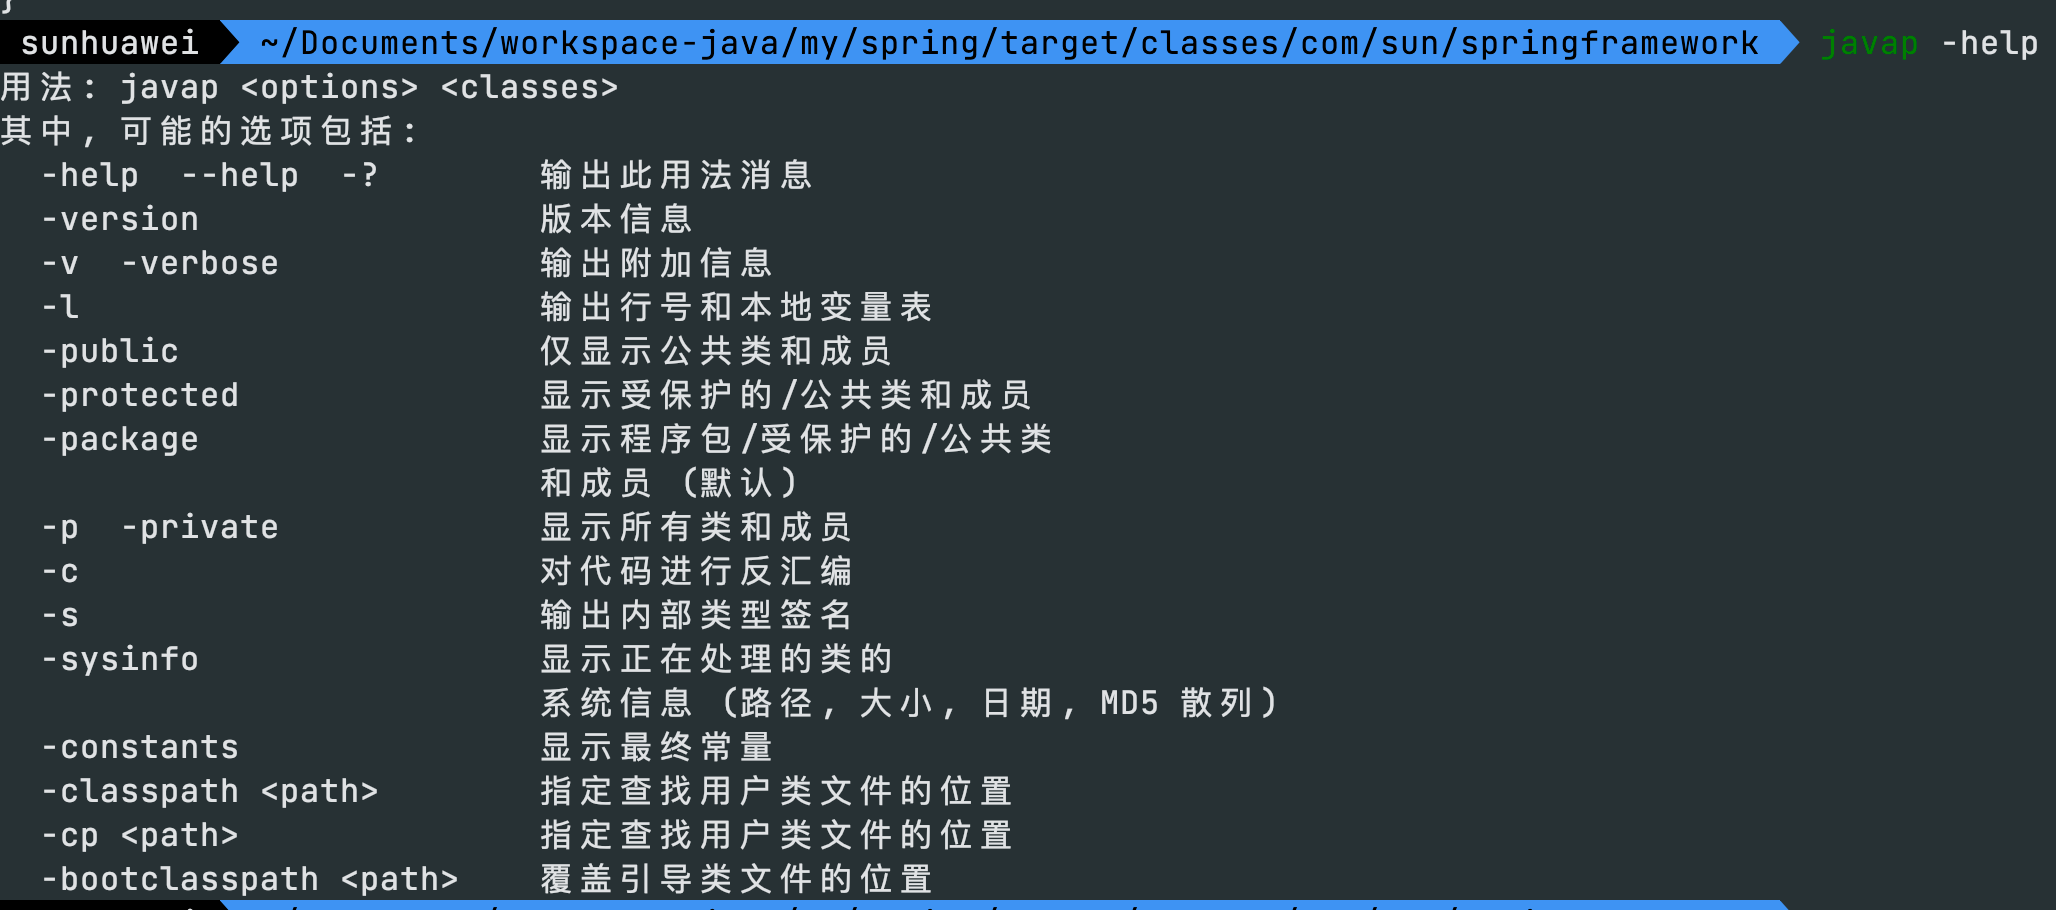 }
sunhuawei ~/Documents/workspace-java/my/spring/target/classes/com/sun/springframework javap -help
用法: javap <options> <classes>
其中, 可能的选项包括:
  -help  --help  -?        输出此用法消息
  -version                 版本信息
  -v  -verbose             输出附加信息
  -l                       输出行号和本地变量表
  -public                  仅显示公共类和成员
  -protected               显示受保护的/公共类和成员
  -package                 显示程序包/受保护的/公共类
                           和成员 (默认)
  -p  -private             显示所有类和成员
  -c                       对代码进行反汇编
  -s                       输出内部类型签名
  -sysinfo                 显示正在处理的类的
                           系统信息 (路径, 大小, 日期, MD5 散列)
  -constants               显示最终常量
  -classpath <path>        指定查找用户类文件的位置
  -cp <path>               指定查找用户类文件的位置
  -bootclasspath <path>    覆盖引导类文件的位置